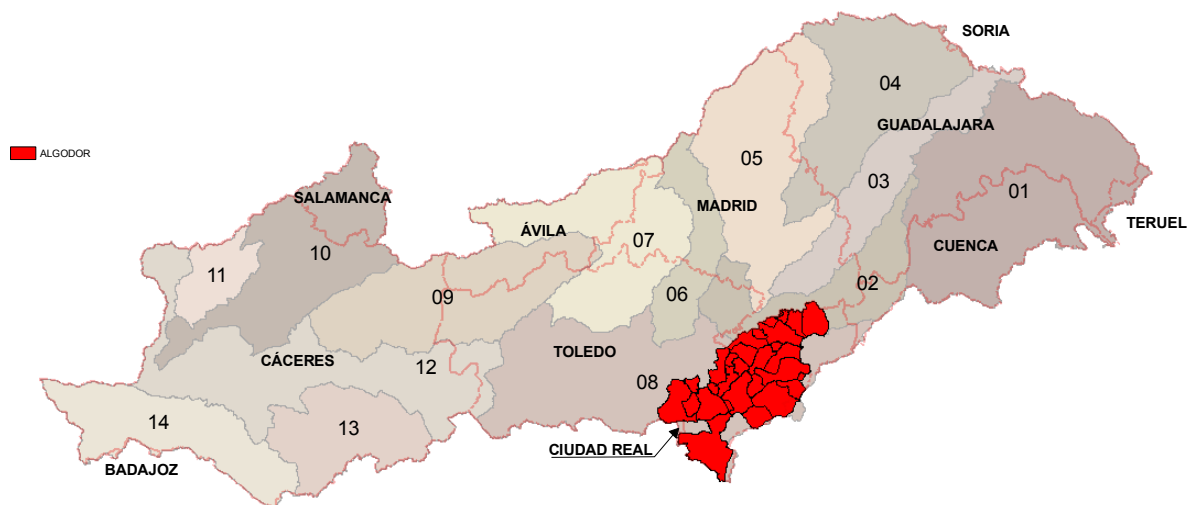 SORIA
04
GUADALAJARA
05
03
01
ALGODOR
SALAMANCA
MADRID
TERUEL
ÁVILA
07
CUENCA
10
11
02
06
09
TOLEDO
CÁCERES
12
08
14
13
CIUDAD REAL
BADAJOZ